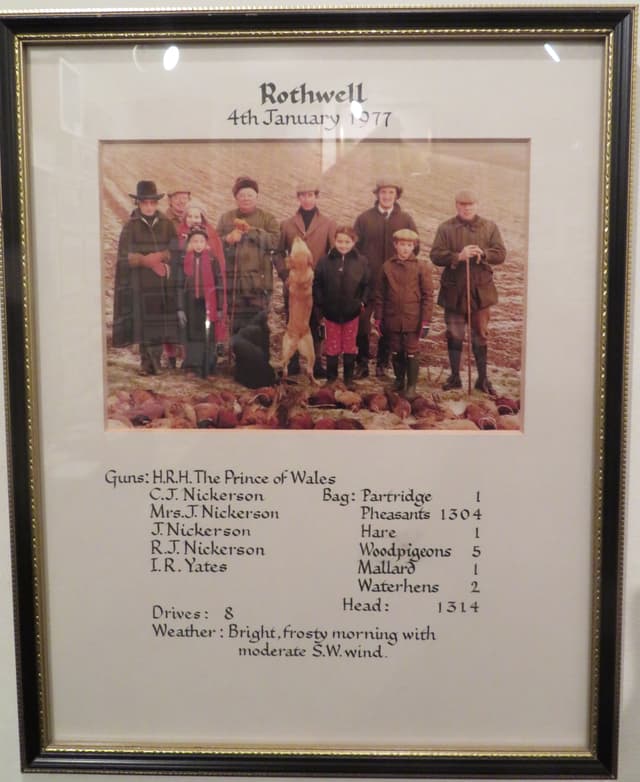 Rothwell
4th January 1977
Guns: H.R.H. The Prince of Wales
C.J. Nickerson
Mrs. J. Nickerson
J. Nickerson
R.J. Nickerson
I.R. Yates
Bag: Partridge 1
Pheasants 1304
Hare 1
Woodpigeons 5
Mallard 1
Waterhens 2
Head: 1314
Drives: 8
Weather: Bright, frosty morning with
moderate S.W. wind.